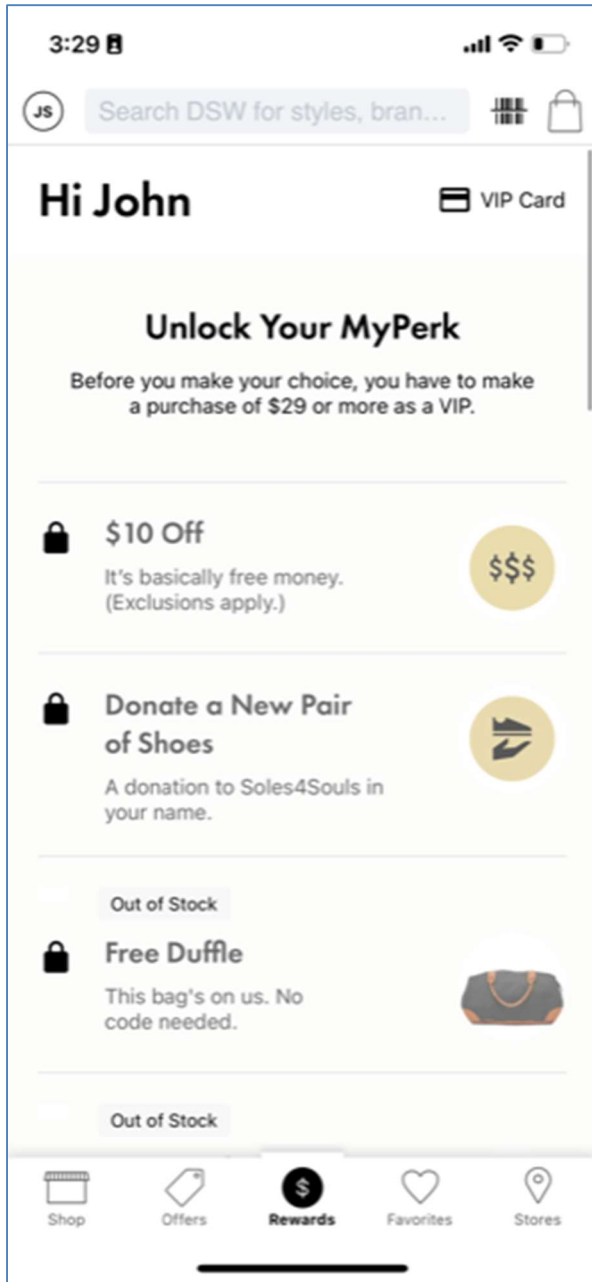 3:29
JS
Search DSW for styles, bran...
Hi John
VIP Card
Unlock Your MyPerk
Before you make your choice, you have to make
a purchase of $29 or more as a VIP.
$10 Off
It's basically free money.
(Exclusions apply.)
$$$
Donate a New Pair
of Shoes
A donation to Soles4Souls in
your name.
Out of Stock
Free Duffle
This bag's on us. No
code needed.
Out of Stock
$
Shop
Offers
Rewards
Favorites
Stores